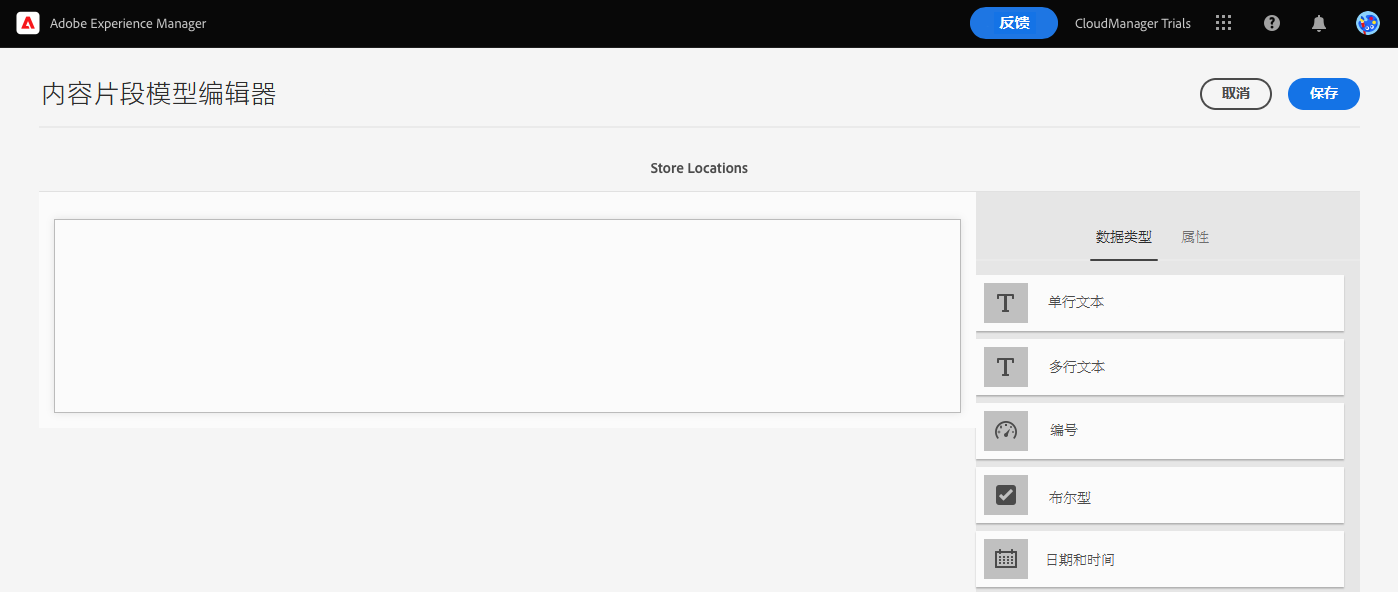 Adobe Experience Manager
反馈
CloudManager Trials
内容片段模型编辑器
取消
保存
Store Locations
数据类型
属性
单行文本
多行文本
编号
布尔型
日期和时间